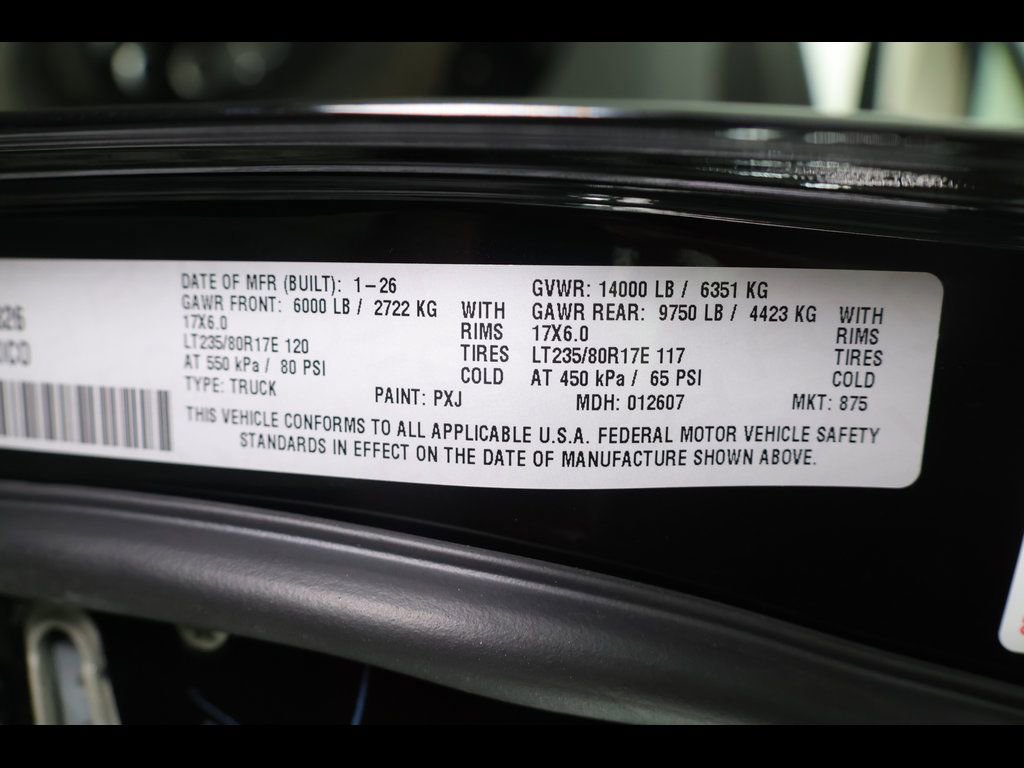 DATE OF MFR (BUILT): 1-26 GVWR: 14000 LB / 6351 KG
GAWR FRONT: 6000 LB / 2722 KG WITH GAWR REAR: 9750 LB / 4423 KG WITH
17X6.0 RIMS 17X6.0 RIMS
LT235/80R17E 120 TIRES LT235/80R17E 117 TIRES
AT 550 kPa / 80 PSI COLD AT 450 kPa / 65 PSI COLD
TYPE: TRUCK PAINT: PXJ MDH: 012607 MKT: 875
THIS VEHICLE CONFORMS TO ALL APPLICABLE U.S.A. FEDERAL MOTOR VEHICLE SAFETY
STANDARDS IN EFFECT ON THE DATE OF MANUFACTURE SHOWN ABOVE.